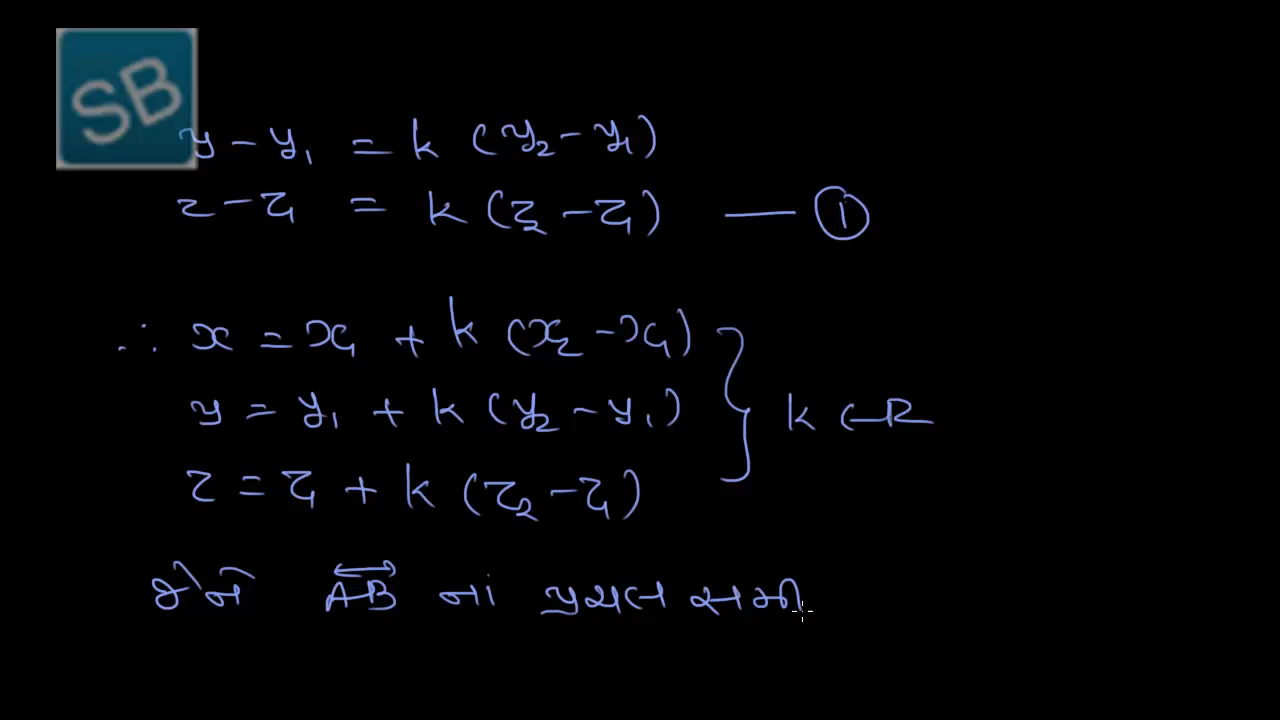 SB
y - y₁ = k (y₂ - y₁)
z - z₁ = k (z₂ - z₁) — ①
∴ x = x₁ + k (x₂ - x₁)
y = y₁ + k (y₂ - y₁)
z = z₁ + k (z₂ - z₁)
} k ∈ R
જેને AB નાં પ્રચલ સમી